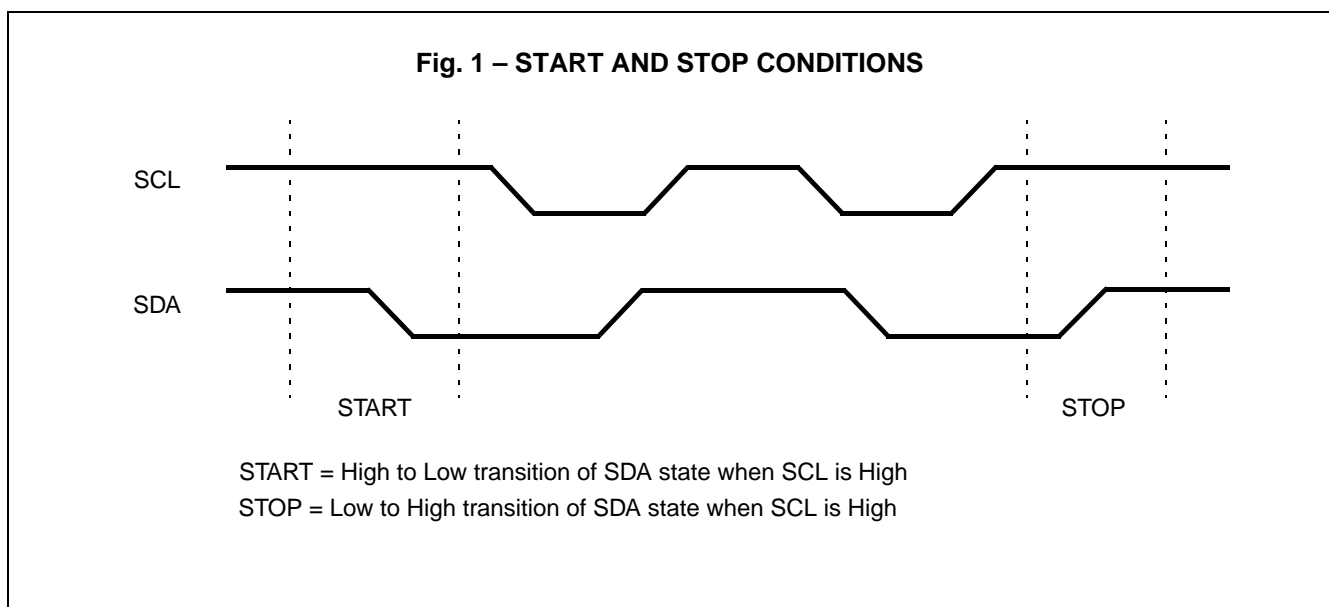 Fig. 1 – START AND STOP CONDITIONS
SCL
SDA
START
STOP
START = High to Low transition of SDA state when SCL is High
STOP = Low to High transition of SDA state when SCL is High